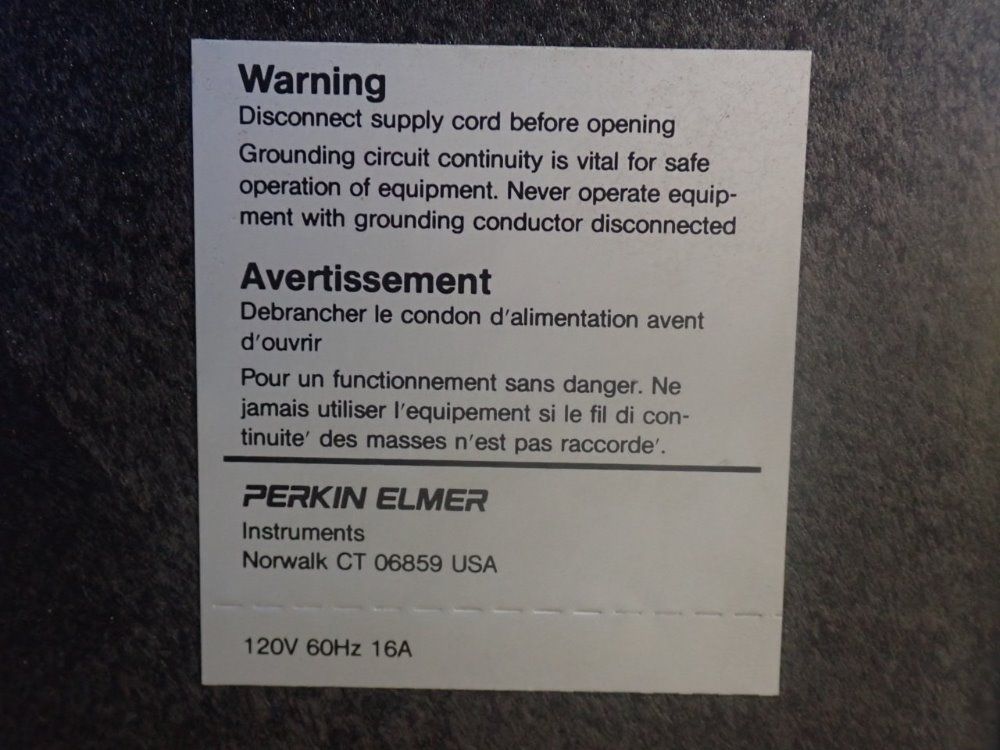 Warning
Disconnect supply cord before opening
Grounding circuit continuity is vital for safe
operation of equipment. Never operate equip-
ment with grounding conductor disconnected
Avertissement
Debrancher le condon d'alimentation avent
d'ouvrir
Pour un functionnement sans danger. Ne
jamais utiliser l'equipement si le fil di con-
tinuite' des masses n'est pas raccorde'.
PERKIN ELMER
Instruments
Norwalk CT 06859 USA
120V 60Hz 16A